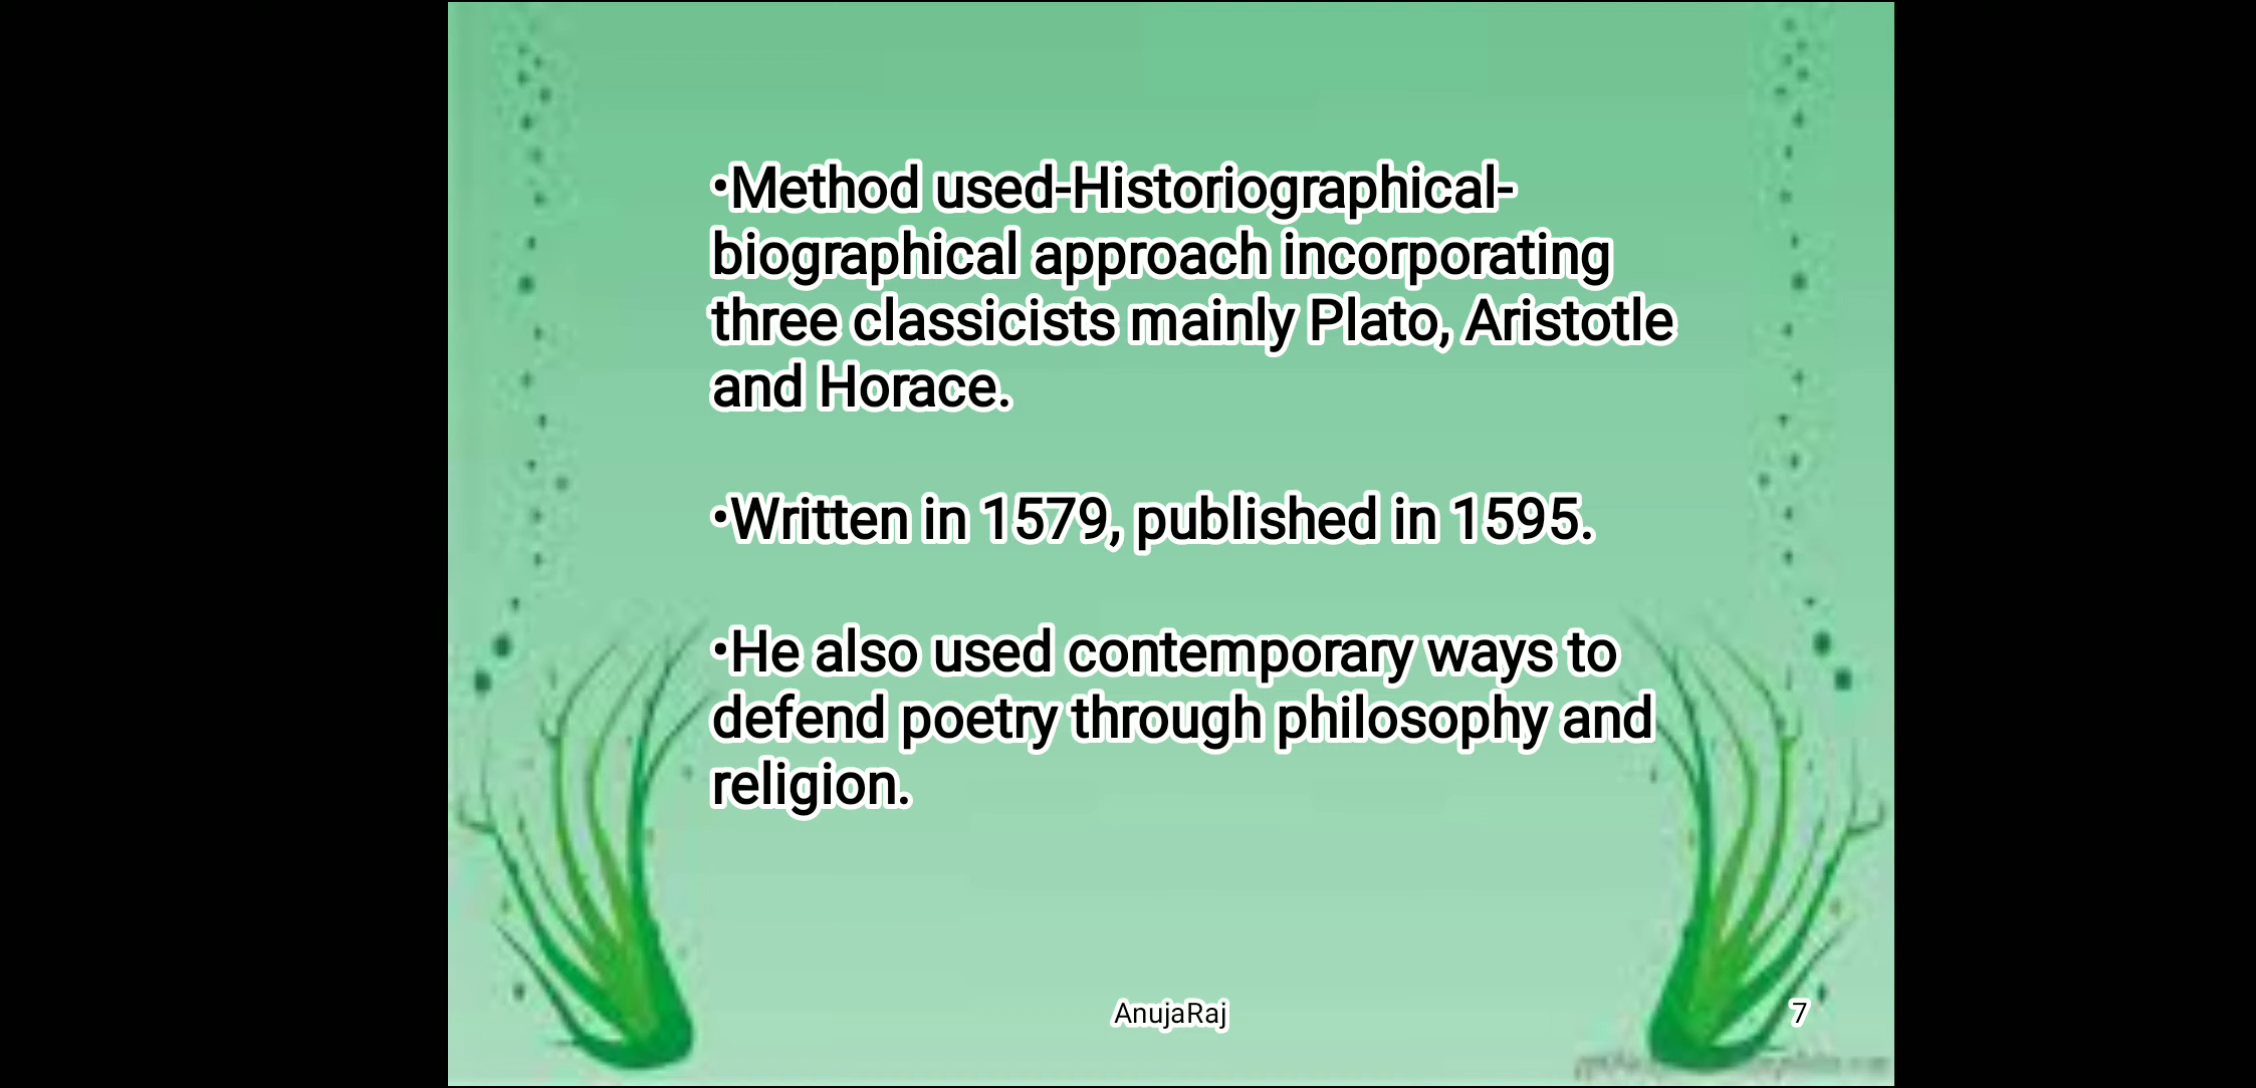 •Method used-Historiographical-
biographical approach incorporating
three classicists mainly Plato, Aristotle
and Horace.
•Written in 1579, published in 1595.
•He also used contemporary ways to
defend poetry through philosophy and
religion.
AnujaRaj
7